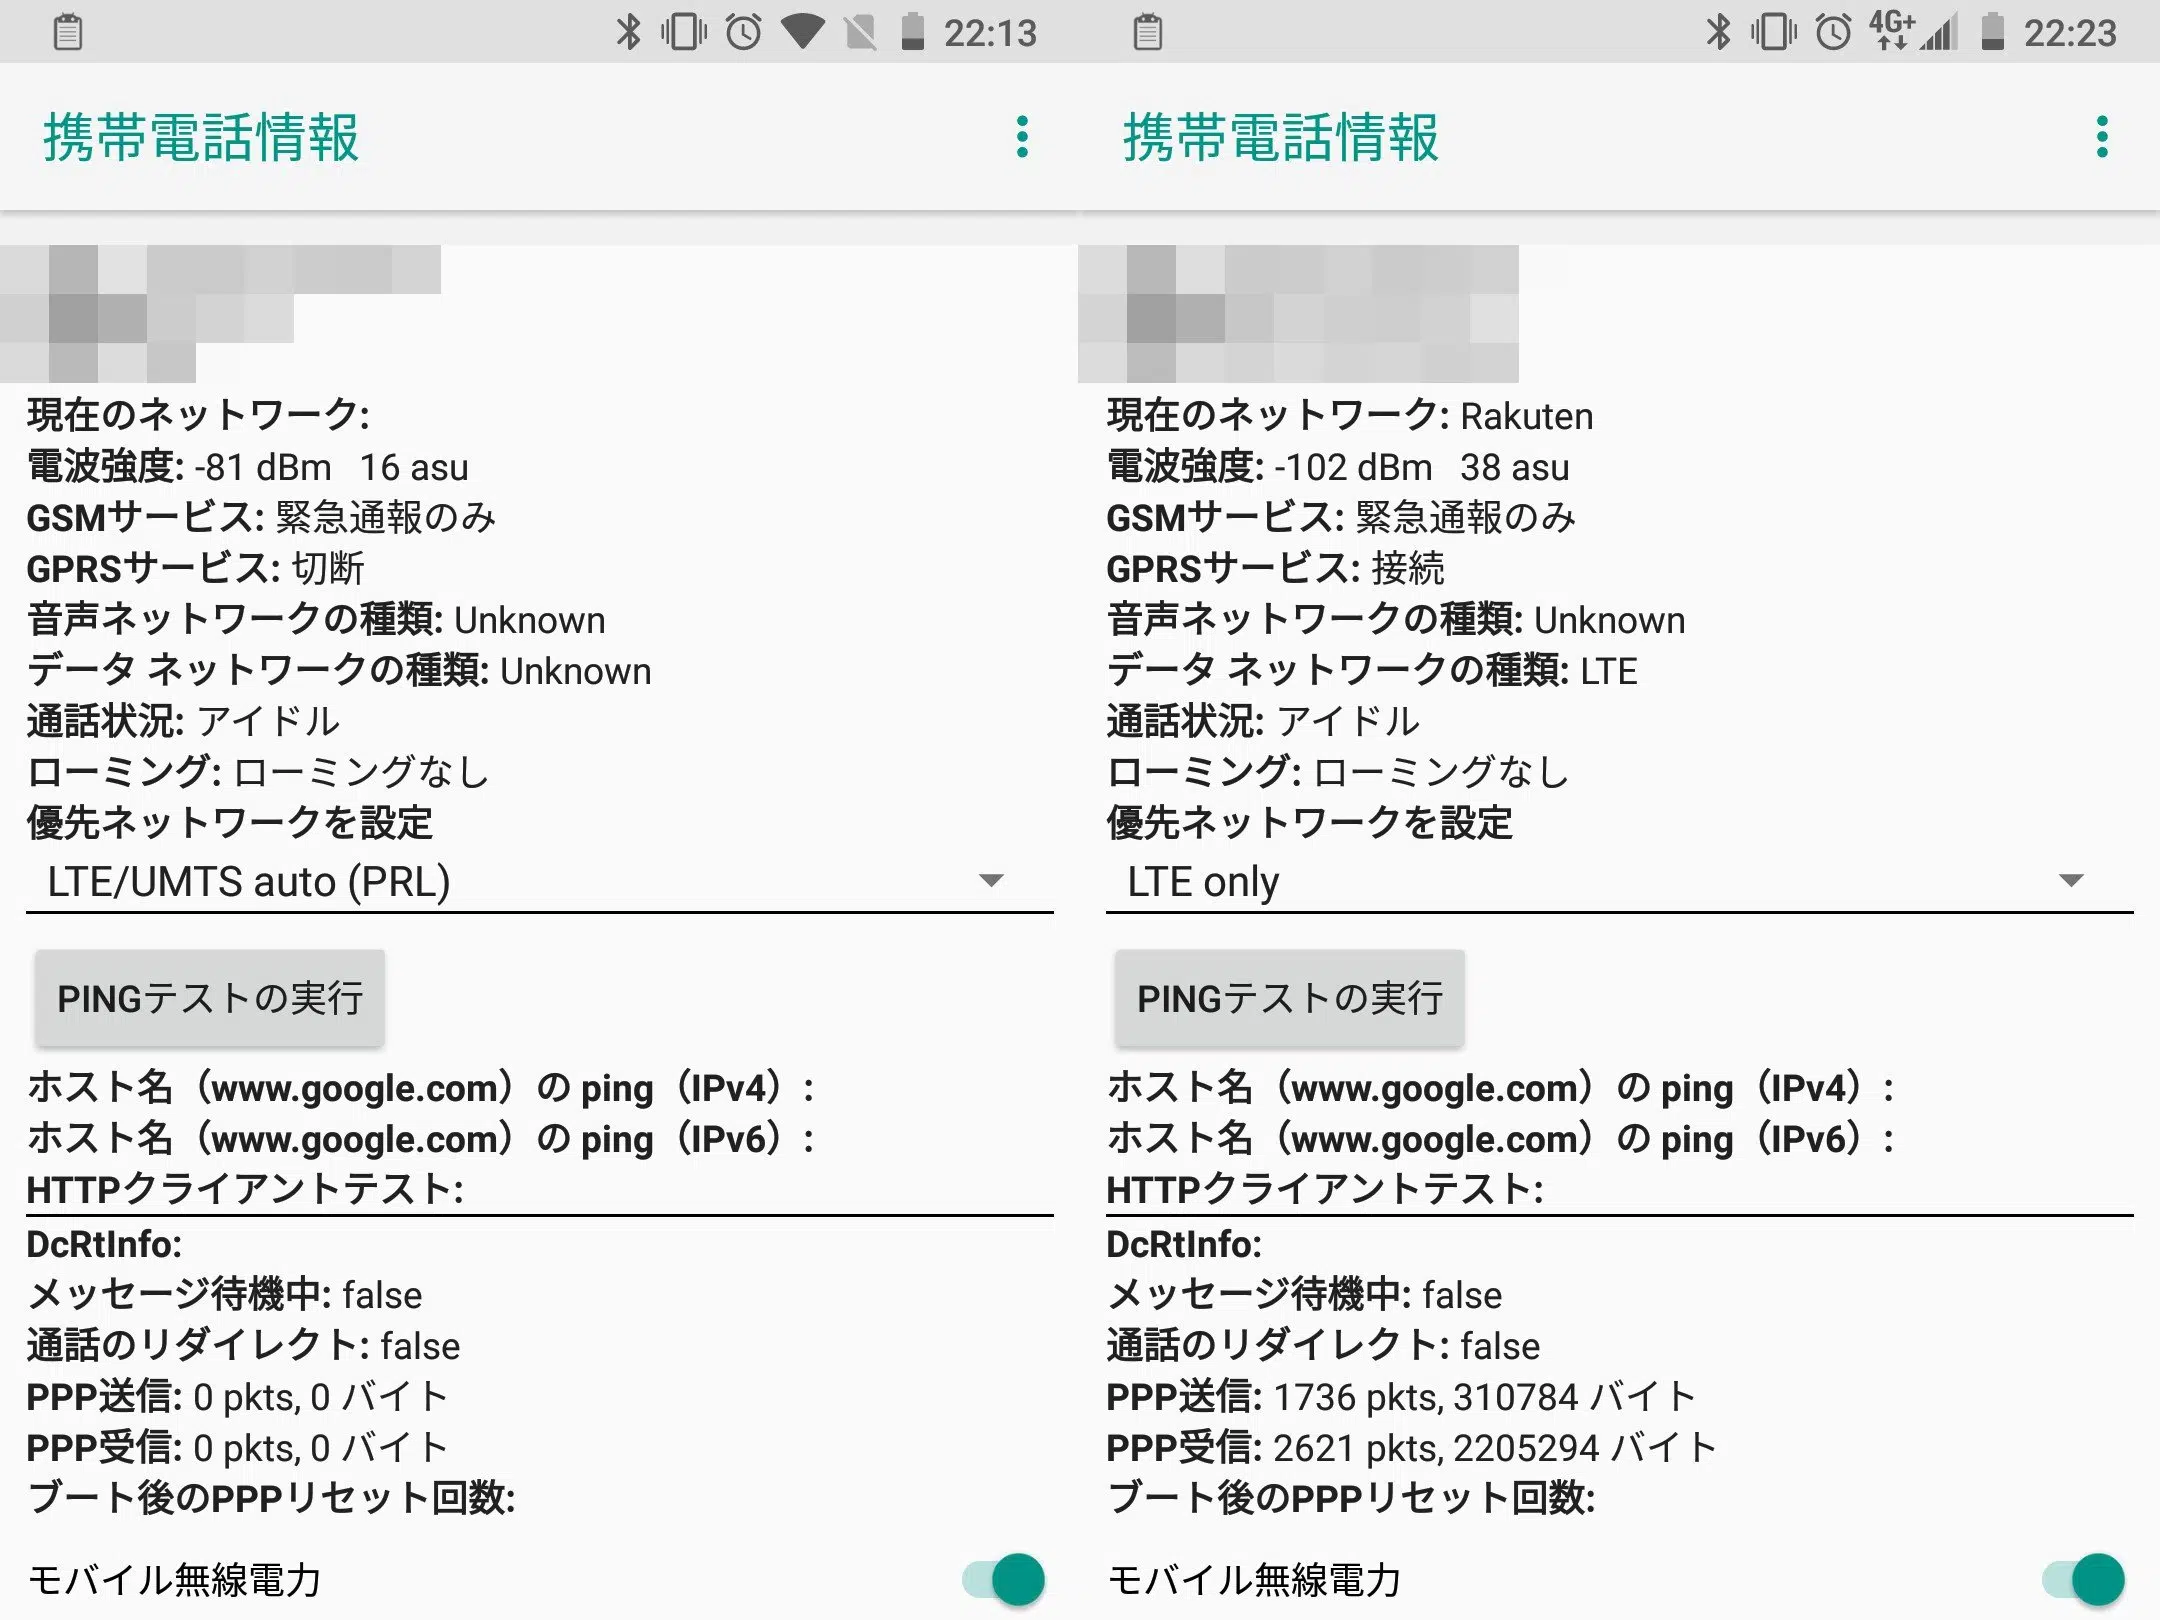 22:13
携帯電話情報
現在のネットワーク:
電波強度: -81 dBm 16 asu
GSMサービス: 緊急通報のみ
GPRSサービス: 切断
音声ネットワークの種類: Unknown
データ ネットワークの種類: Unknown
通話状況: アイドル
ローミング: ローミングなし
優先ネットワークを設定
LTE/UMTS auto (PRL)
PINGテストの実行
ホスト名（www.google.com）の ping（IPv4）:
ホスト名（www.google.com）の ping（IPv6）:
HTTPクライアントテスト:
DcRtInfo:
メッセージ待機中: false
通話のリダイレクト: false
PPP送信: 0 pkts, 0 バイト
PPP受信: 0 pkts, 0 バイト
ブート後のPPPリセット回数:
モバイル無線電力
4G+ 22:23
携帯電話情報
現在のネットワーク: Rakuten
電波強度: -102 dBm 38 asu
GSMサービス: 緊急通報のみ
GPRSサービス: 接続
音声ネットワークの種類: Unknown
データ ネットワークの種類: LTE
通話状況: アイドル
ローミング: ローミングなし
優先ネットワークを設定
LTE only
PINGテストの実行
ホスト名（www.google.com）の ping（IPv4）:
ホスト名（www.google.com）の ping（IPv6）:
HTTPクライアントテスト:
DcRtInfo:
メッセージ待機中: false
通話のリダイレクト: false
PPP送信: 1736 pkts, 310784 バイト
PPP受信: 2621 pkts, 2205294 バイト
ブート後のPPPリセット回数:
モバイル無線電力